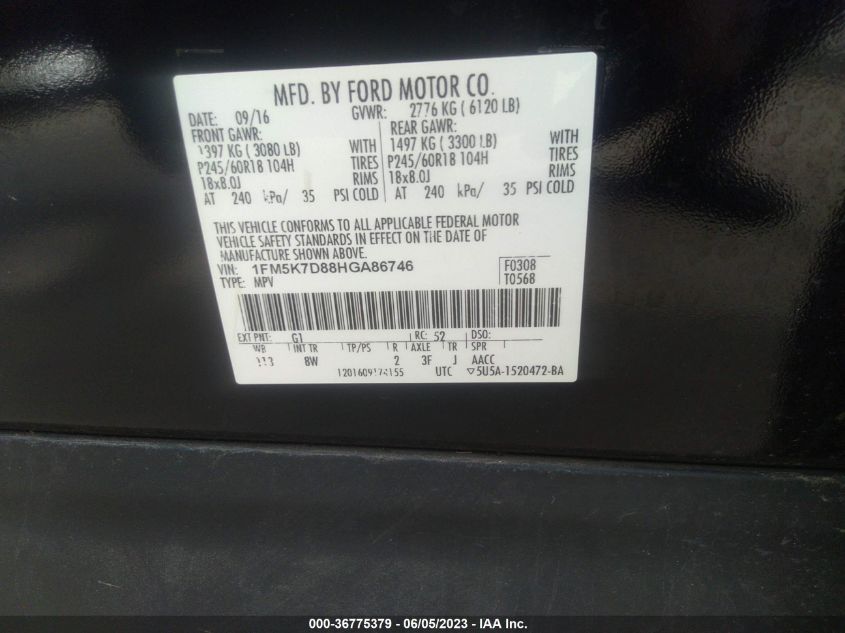 MFD. BY FORD MOTOR CO.
DATE: 09/16 GVWR: 2776 KG ( 6120 LB)
FRONT GAWR: REAR GAWR:
1397 KG ( 3080 LB) WITH 1497 KG ( 3300 LB) WITH
P245/60R18 104H TIRES P245/60R18 104H TIRES
18x8.0J RIMS 18x8.0J RIMS
AT 240 kPa/ 35 PSI COLD AT 240 kPa/ 35 PSI COLD
THIS VEHICLE CONFORMS TO ALL APPLICABLE FEDERAL MOTOR
VEHICLE SAFETY STANDARDS IN EFFECT ON THE DATE OF
MANUFACTURE SHOWN ABOVE.
VIN: 1FM5K7D88HGA86746 F0308
TYPE: MPV T0568
EXT PNT: G1 RC: 52 DSO:
WB INT TR TP/PS R AXLE TR SPR
113 8W 2 3F J AACC
UTC ▽5U5A-1520472-BA
000-36775379 - 06/05/2023 - IAA Inc.